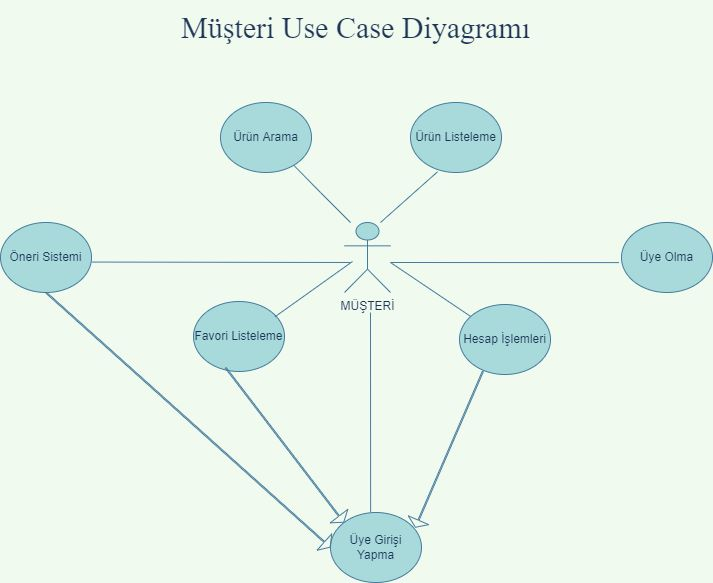 Müşteri Use Case Diyagramı
Ürün Arama
Ürün Listeleme
Öneri Sistemi
Üye Olma
MÜŞTERİ
Favori Listeleme
Hesap İşlemleri
Üye Girişi
Yapma